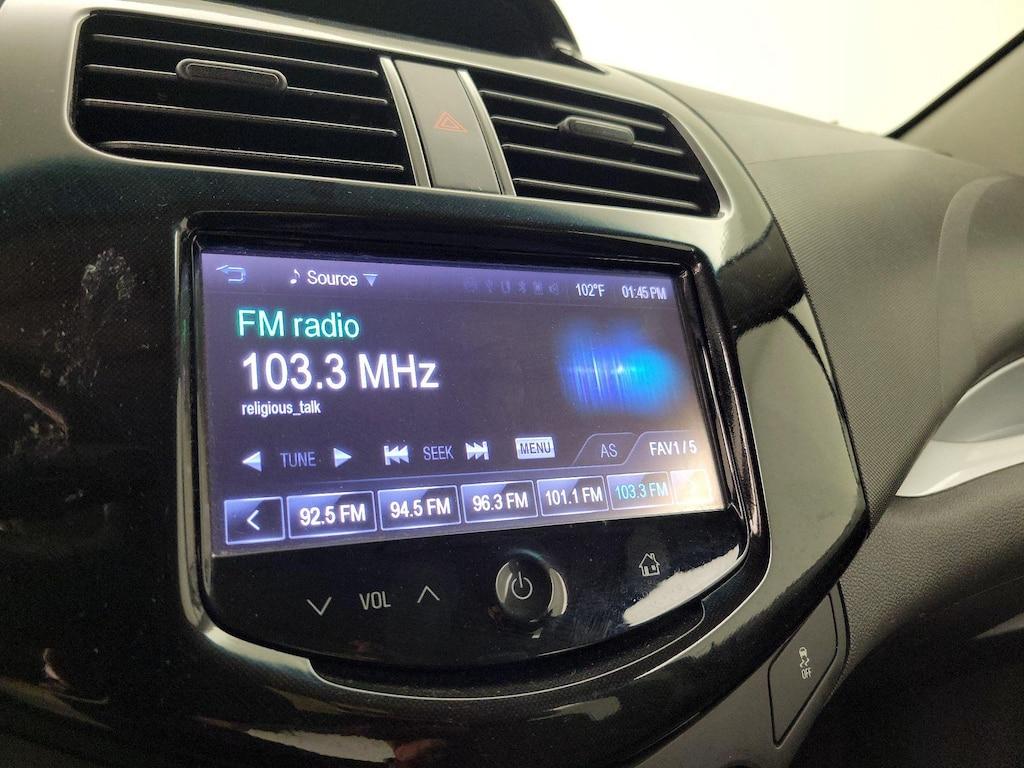 Source 102°F 01:45 PM
FM radio
103.3 MHz
religious_talk
TUNE SEEK MENU AS FAV1 / 5
92.5 FM 94.5 FM 96.3 FM 101.1 FM 103.3 FM
VOL
OFF